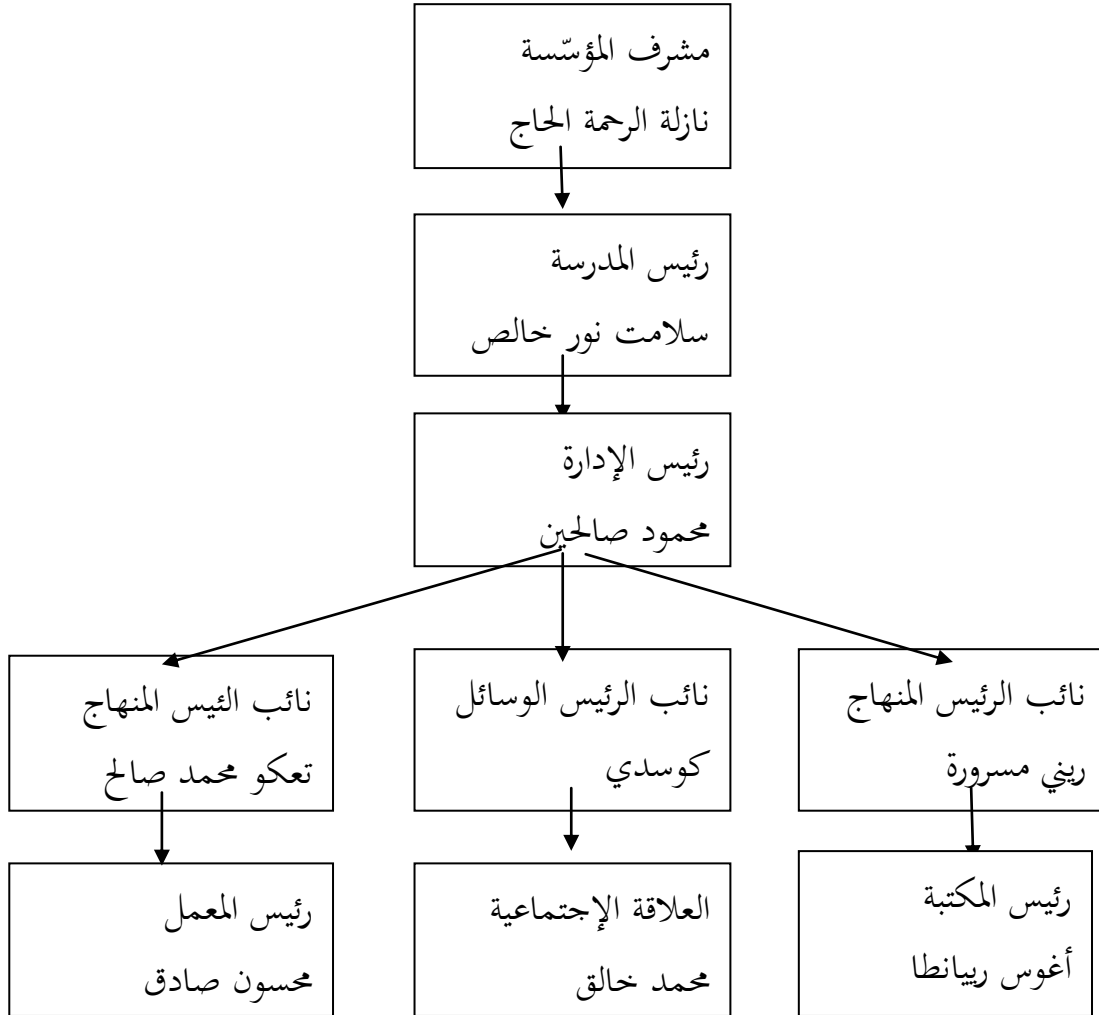 مشرف المؤسّسة
نازلة الرحمة الحاج
رئيس المدرسة
سلامت نور خالص
رئيس الإدارة
محمود صالحين
نائب الرئيس المنهاج
ريني مسرورة
نائب الرئيس الوسائل
كوسدي
نائب الئيس المنهاج
تعكو محمد صالح
رئيس المكتبة
أغوس رييانطا
العلاقة الإجتماعية
محمد خالق
رئيس المعمل
محسون صادق